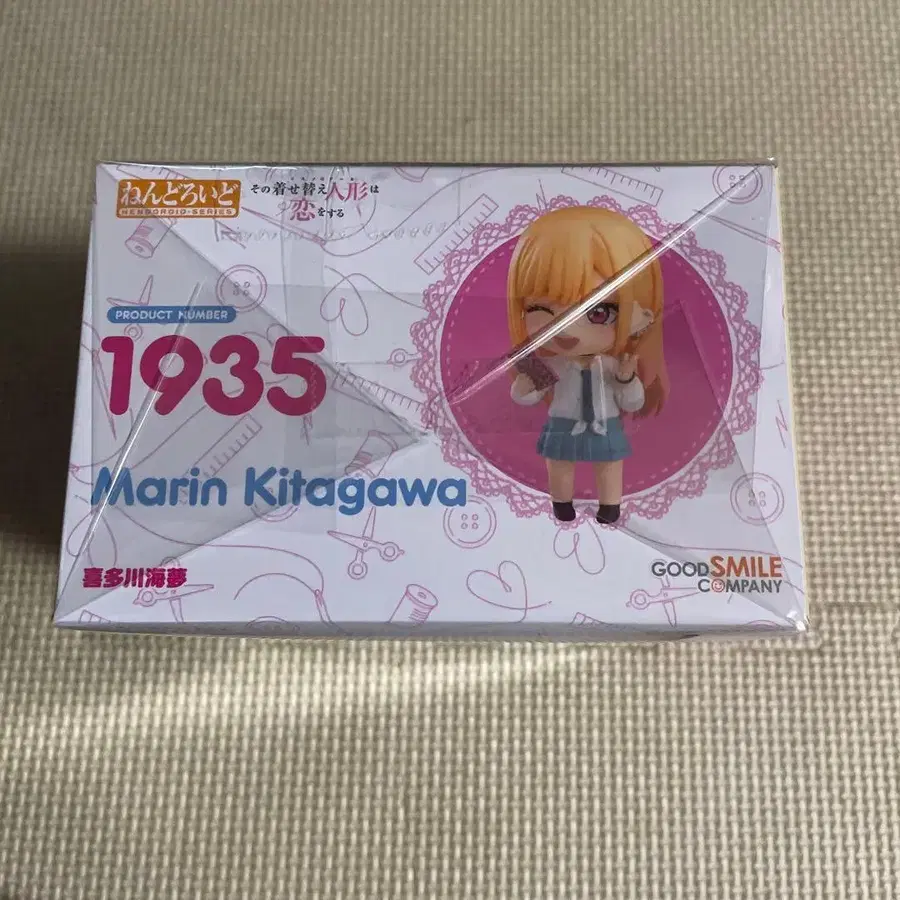 ねんどろいど
NENDOROID-SERIES
その着せ替え人形は
恋をする
PRODUCT NUMBER
1935
Marin Kitagawa
喜多川海夢
GOOD SMILE
COMPANY